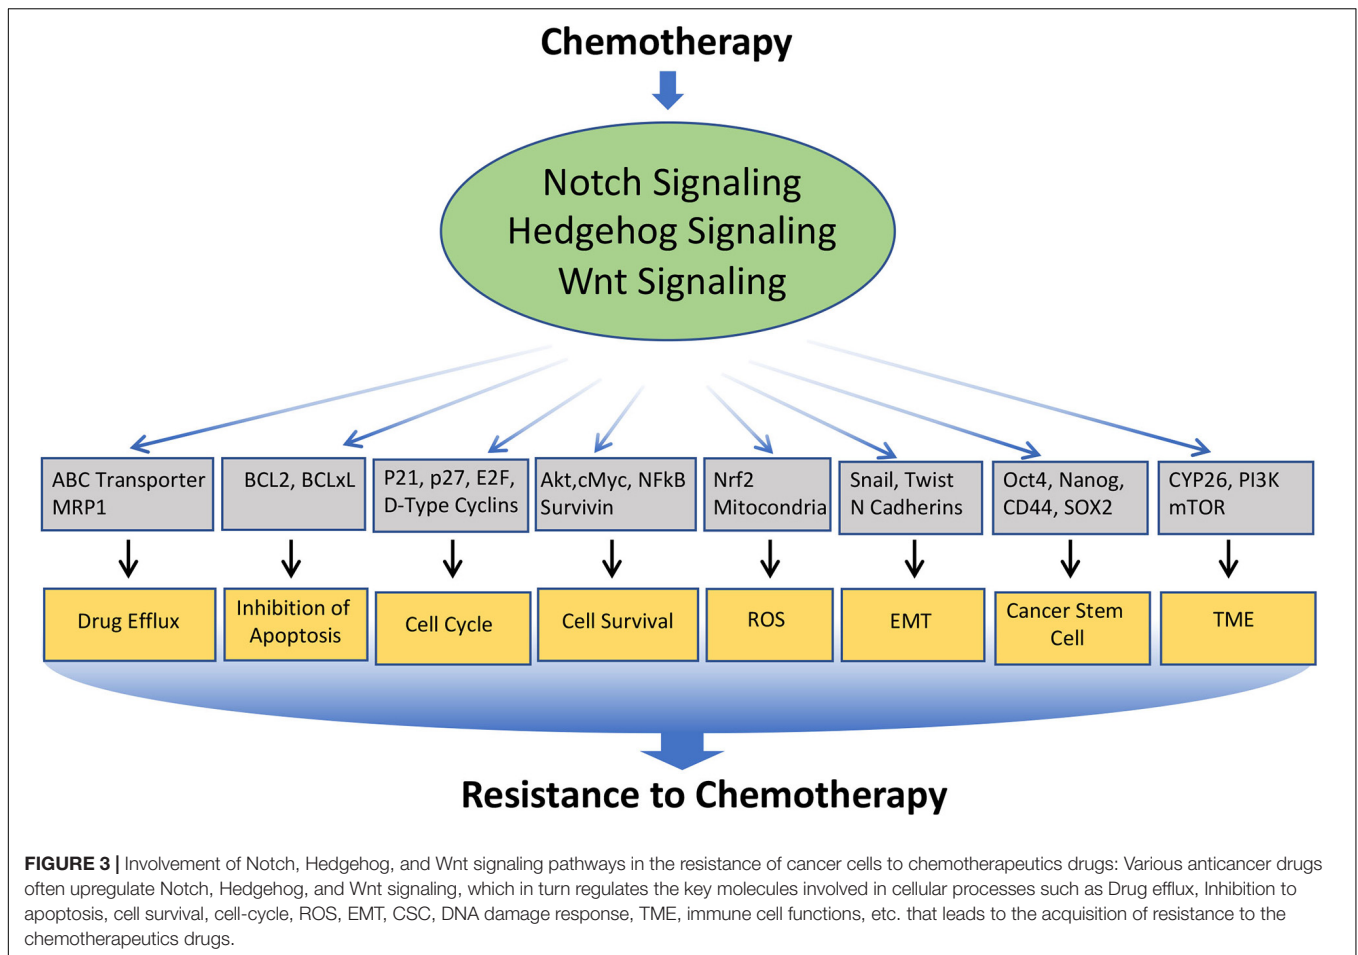 Chemotherapy
Notch Signaling
Hedgehog Signaling
Wnt Signaling
ABC Transporter
MRP1
BCL2, BCLxL
P21, p27, E2F,
D-Type Cyclins
Akt,cMyc, NFkB
Survivin
Nrf2
Mitocondria
Snail, Twist
N Cadherins
Oct4, Nanog,
CD44, SOX2
CYP26, PI3K
mTOR
Drug Efflux
Inhibition of
Apoptosis
Cell Cycle
Cell Survival
ROS
EMT
Cancer Stem
Cell
TME
Resistance to Chemotherapy
FIGURE 3 | Involvement of Notch, Hedgehog, and Wnt signaling pathways in the resistance of cancer cells to chemotherapeutics drugs: Various anticancer drugs
often upregulate Notch, Hedgehog, and Wnt signaling, which in turn regulates the key molecules involved in cellular processes such as Drug efflux, Inhibition to
apoptosis, cell survival, cell-cycle, ROS, EMT, CSC, DNA damage response, TME, immune cell functions, etc. that leads to the acquisition of resistance to the
chemotherapeutics drugs.